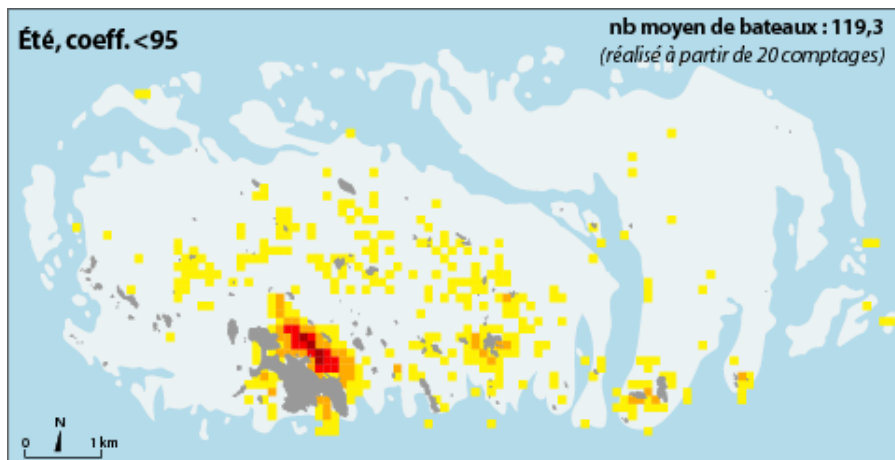 Été, coeff. <95
nb moyen de bateaux : 119,3
(réalisé à partir de 20 comptages)
N
0 1 km